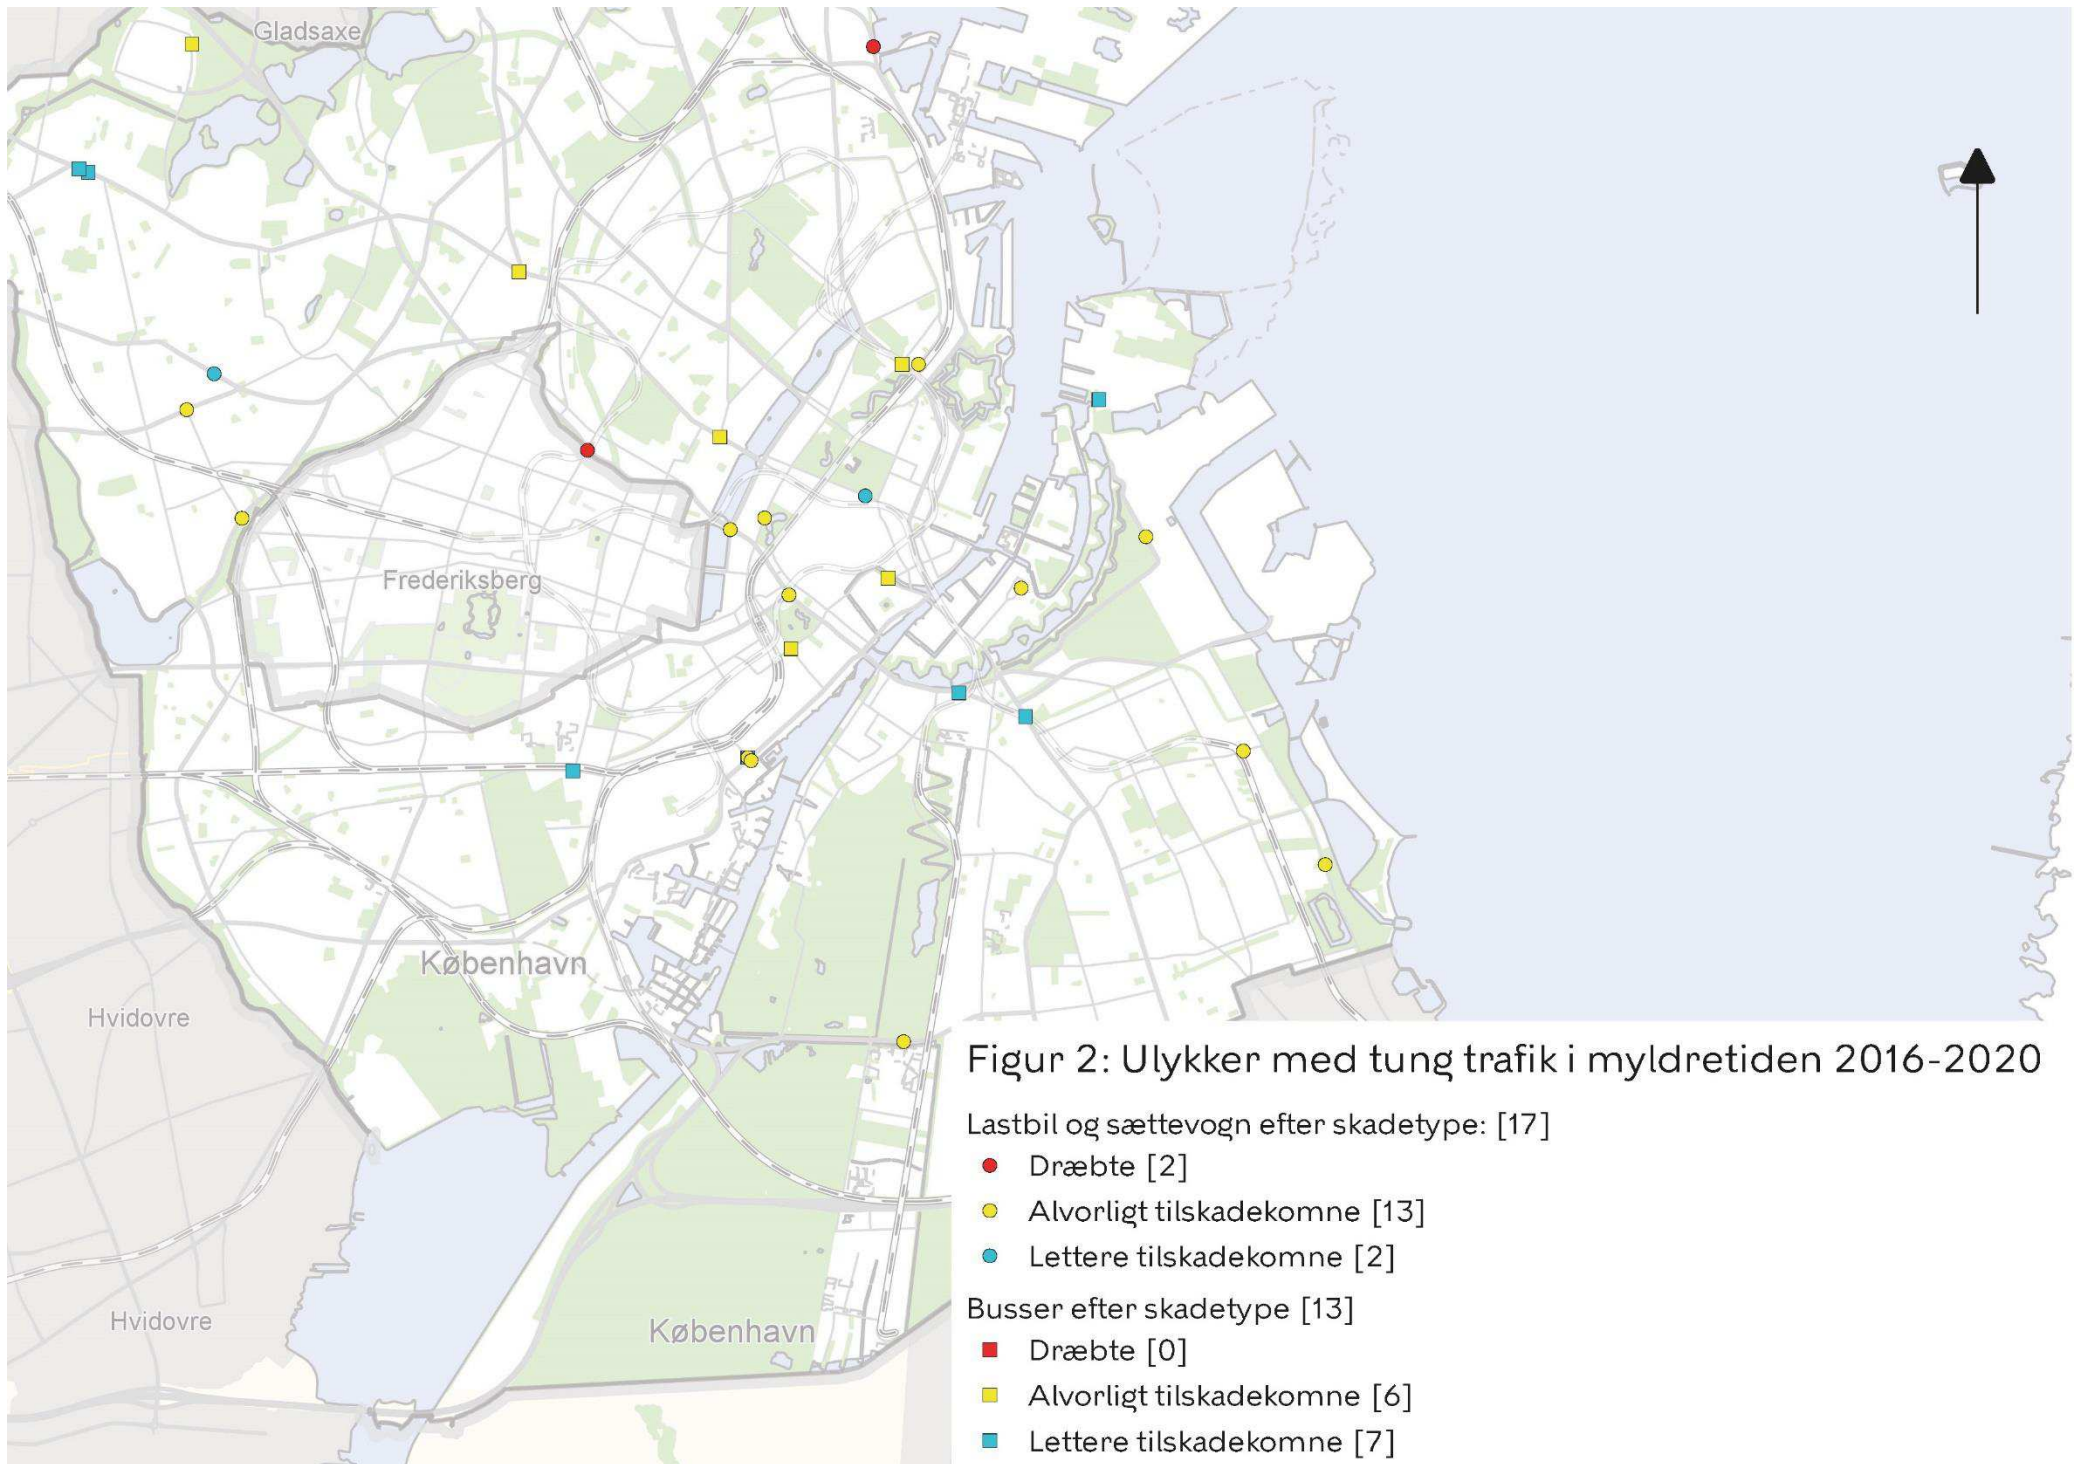 Gladsaxe
Frederiksberg
København
Hvidovre
Hvidovre
København
Figur 2: Ulykker med tung trafik i myldretiden 2016-2020
Lastbil og sættevogn efter skadetype: [17]
Dræbte [2]
Alvorligt tilskadekomne [13]
Lettere tilskadekomne [2]
Busser efter skadetype [13]
Dræbte [0]
Alvorligt tilskadekomne [6]
Lettere tilskadekomne [7]